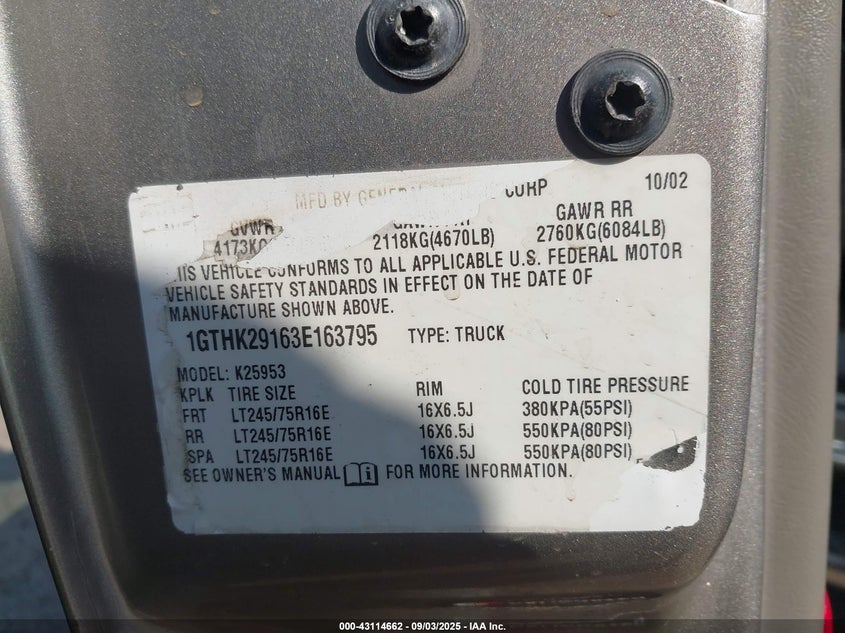 MFD BY GENERAL CORP 10/02
GVWR GAWR RR
4173KG 2118KG(4670LB) 2760KG(6084LB)
THIS VEHICLE CONFORMS TO ALL APPLICABLE U.S. FEDERAL MOTOR
VEHICLE SAFETY STANDARDS IN EFFECT ON THE DATE OF
MANUFACTURE SHOWN ABOVE.
1GTHK29163E163795 TYPE: TRUCK
MODEL: K25953
KPLK TIRE SIZE RIM COLD TIRE PRESSURE
FRT LT245/75R16E 16X6.5J 380KPA(55PSI)
RR LT245/75R16E 16X6.5J 550KPA(80PSI)
SPA LT245/75R16E 16X6.5J 550KPA(80PSI)
SEE OWNER'S MANUAL FOR MORE INFORMATION.
000-43114662 - 09/03/2025 - IAA Inc.